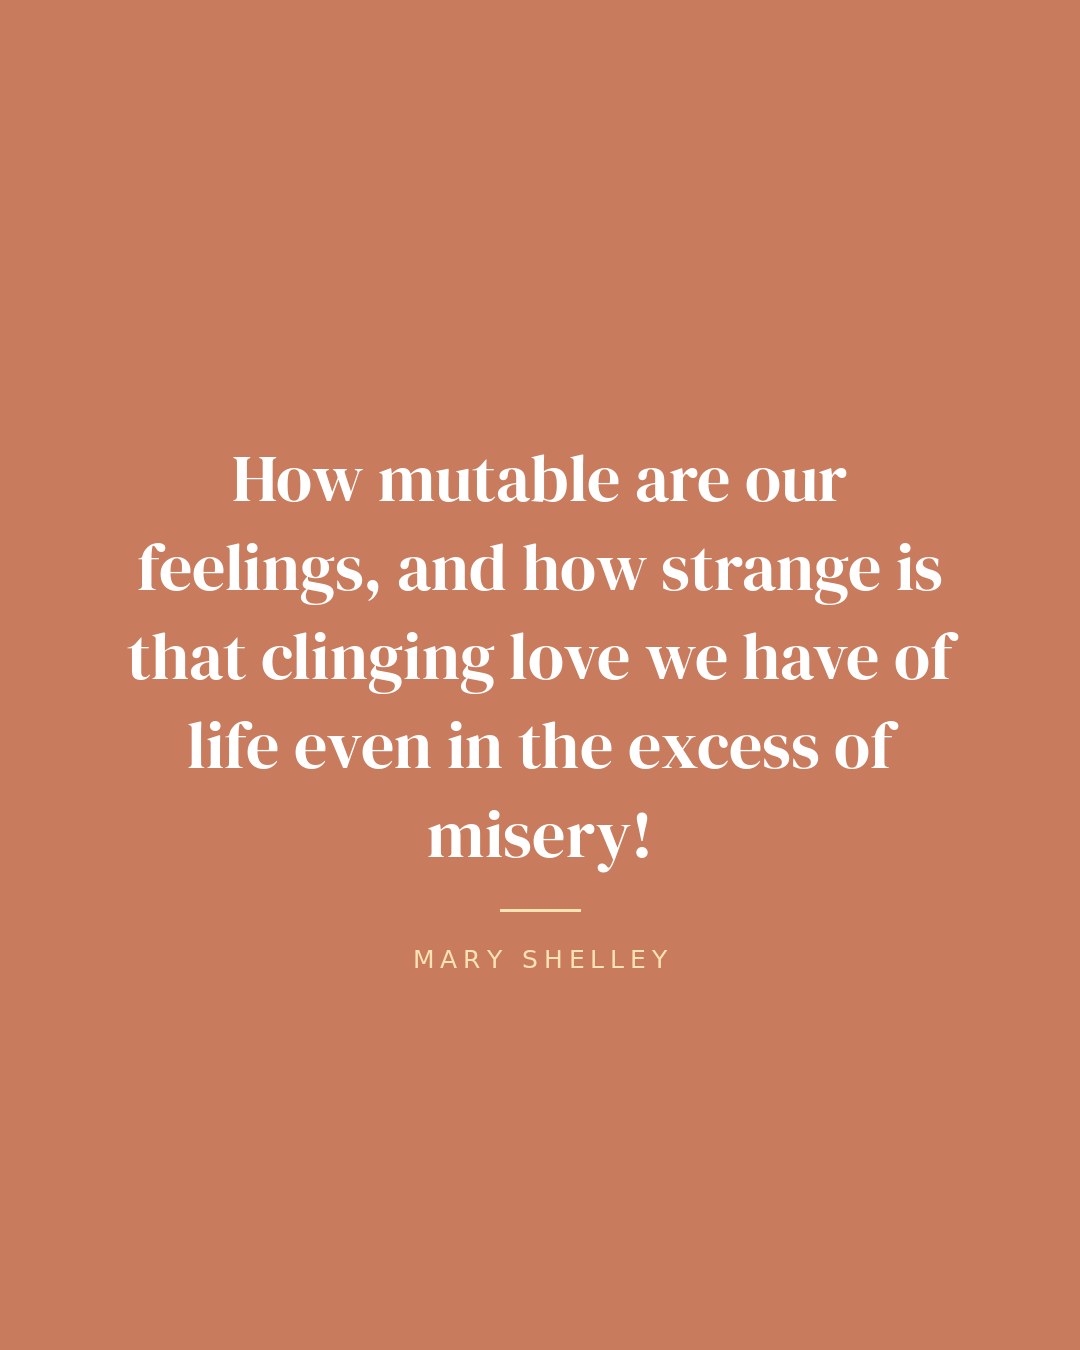 How mutable are our
feelings, and how strange is
that clinging love we have of
life even in the excess of
misery!
MARY SHELLEY